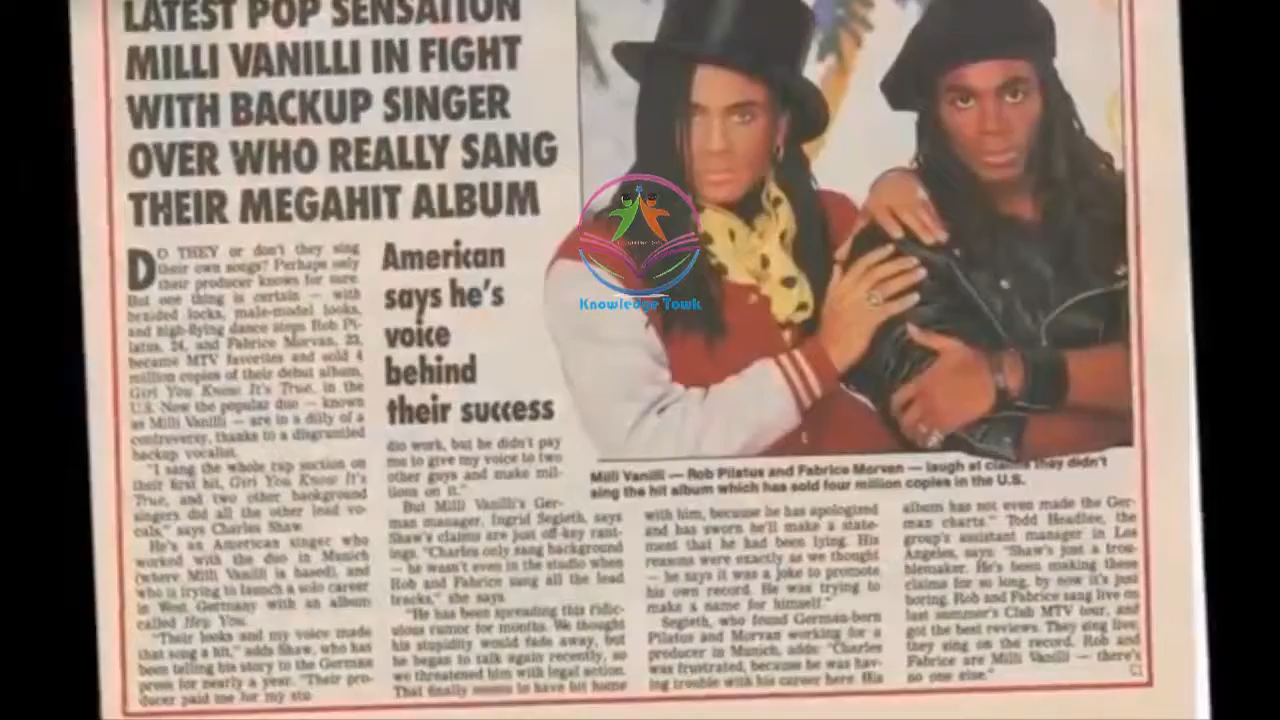 LATEST POP SENSATION
MILLI VANILLI IN FIGHT
WITH BACKUP SINGER
OVER WHO REALLY SANG
THEIR MEGAHIT ALBUM
DO THEY or don't they sing
their own songs? Perhaps only
their producer knows for sure.
But one thing is certain — with
braided locks, male-model looks,
and high-flying dance steps Rob Pi-
latus, 24, and Fabrice Morvan, 23,
became MTV favorites and sold 4
million copies of their debut album,
Girl You Know It's True, in the
U.S. Now the popular duo — known
as Milli Vanilli — are in a dilly of a
controversy, thanks to a disgruntled
backup vocalist.
"I sang the whole rap section on
their first hit, Girl You Know It's
True, and two other background
singers did all the other lead vo-
cals," says Charles Shaw.
He's an American singer who
worked with the duo in Munich
(where Milli Vanilli is based), and
who is trying to launch a solo career
in West Germany with an album
called Hey You.
"Their looks and my voice made
that song a hit," adds Shaw, who has
been telling his story to the German
press for nearly a year. "Their pro-
ducer paid me for my stu-
American
says he's
voice
behind
their success
dio work, but he didn't pay
me to give my voice to two
other guys and make mil-
lions on it."
But Milli Vanilli's Ger-
man manager, Ingrid Segieth, says
Shaw's claims are just off-key rant-
ings. "Charles only sang background
— he wasn't even in the studio when
Rob and Fabrice sang all the lead
tracks," she says.
"He has been spreading this ridic-
ulous rumor for months. We thought
his stupidity would fade away, but
he began to talk again recently, so
we threatened him with legal action.
That finally seems to have hit home
Knowledge Towk
Milli Vanilli — Rob Pilatus and Fabrice Morvan — laugh at claims they didn't
sing the hit album which has sold four million copies in the U.S.
with him, because he has apologized
and has sworn he'll make a state-
ment that he had been lying. His
reasons were exactly as we thought
— he says it was a joke to promote
his own record. He was trying to
make a name for himself."
Segieth, who found German-born
Pilatus and Morvan working for a
producer in Munich, adds: "Charles
was frustrated, because he was hav-
ing trouble with his career here. His
album has not even made the Ger-
man charts." Todd Headlee, the
group's assistant manager in Los
Angeles, says: "Shaw's just a trou-
blemaker. He's been making these
claims for so long, by now it's just
boring. Rob and Fabrice sang live on
last summer's Club MTV tour, and
got the best reviews. They sing live,
they sing on the record. Rob and
Fabrice are Milli Vanilli — there's
no one else."